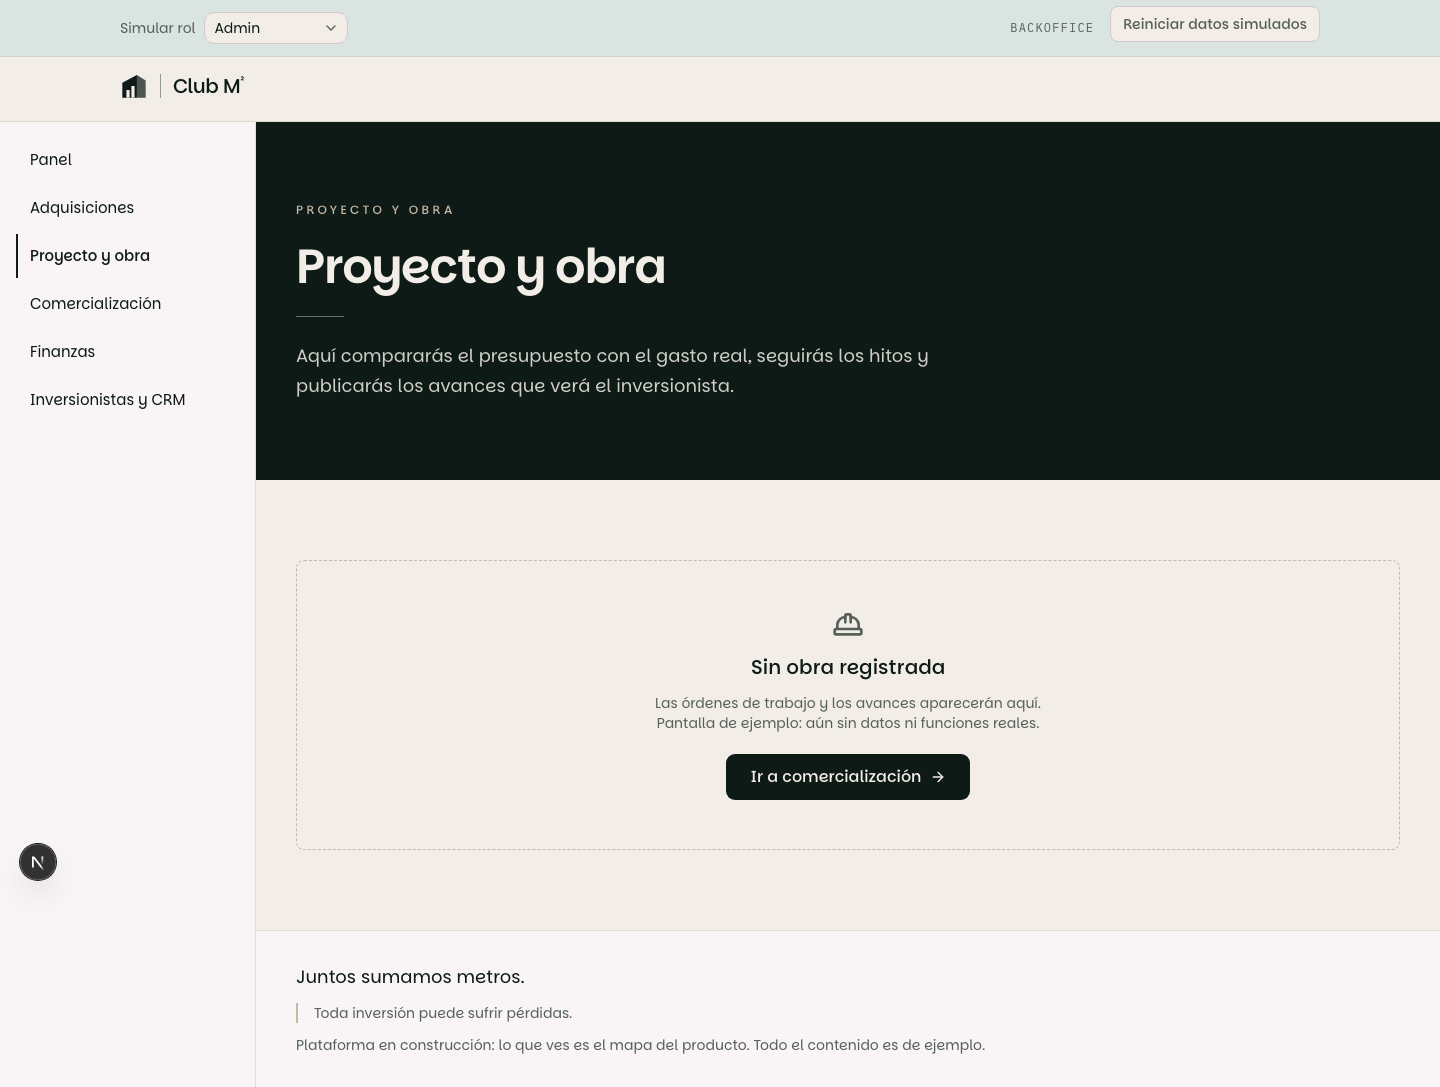 Simular rol
Admin
BACKOFFICE
Reiniciar datos simulados
Club M²
Panel
Adquisiciones
Proyecto y obra
Comercialización
Finanzas
Inversionistas y CRM
PROYECTO Y OBRA
Proyecto y obra
Aquí compararás el presupuesto con el gasto real, seguirás los hitos y
publicarás los avances que verá el inversionista.
Sin obra registrada
Las órdenes de trabajo y los avances aparecerán aquí.
Pantalla de ejemplo: aún sin datos ni funciones reales.
Ir a comercialización →
N
Juntos sumamos metros.
Toda inversión puede sufrir pérdidas.
Plataforma en construcción: lo que ves es el mapa del producto. Todo el contenido es de ejemplo.